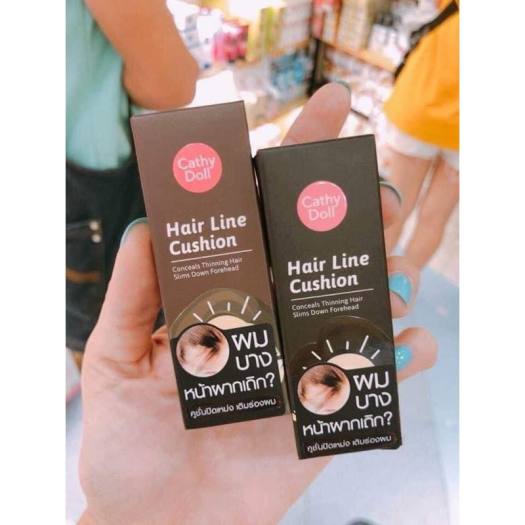 Cathy
Doll
Hair Line
Cushion
Conceals Thinning Hair
Slims Down Forehead
ผม
บาง
หน้าผากเถิก?
คูชั่นปิดเหม่ง เติมร่องผม
Cathy
Doll
Hair Line
Cushion
Conceals Thinning Hair
Slims Down Forehead
ผม
บาง
หน้าผากเถิก?
คูชั่นปิดเหม่ง เติมร่องผม